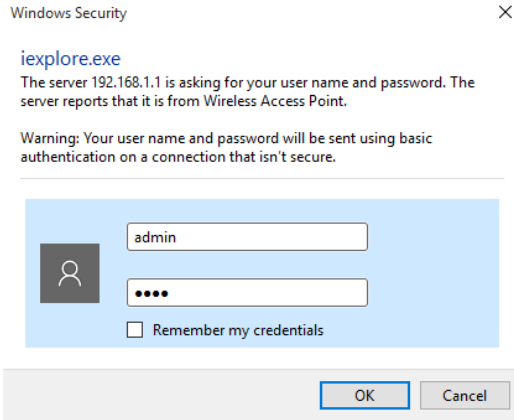 Windows Security
iexplore.exe
The server 192.168.1.1 is asking for your user name and password. The
server reports that it is from Wireless Access Point.
Warning: Your user name and password will be sent using basic
authentication on a connection that isn't secure.
admin
••••
Remember my credentials
OK Cancel